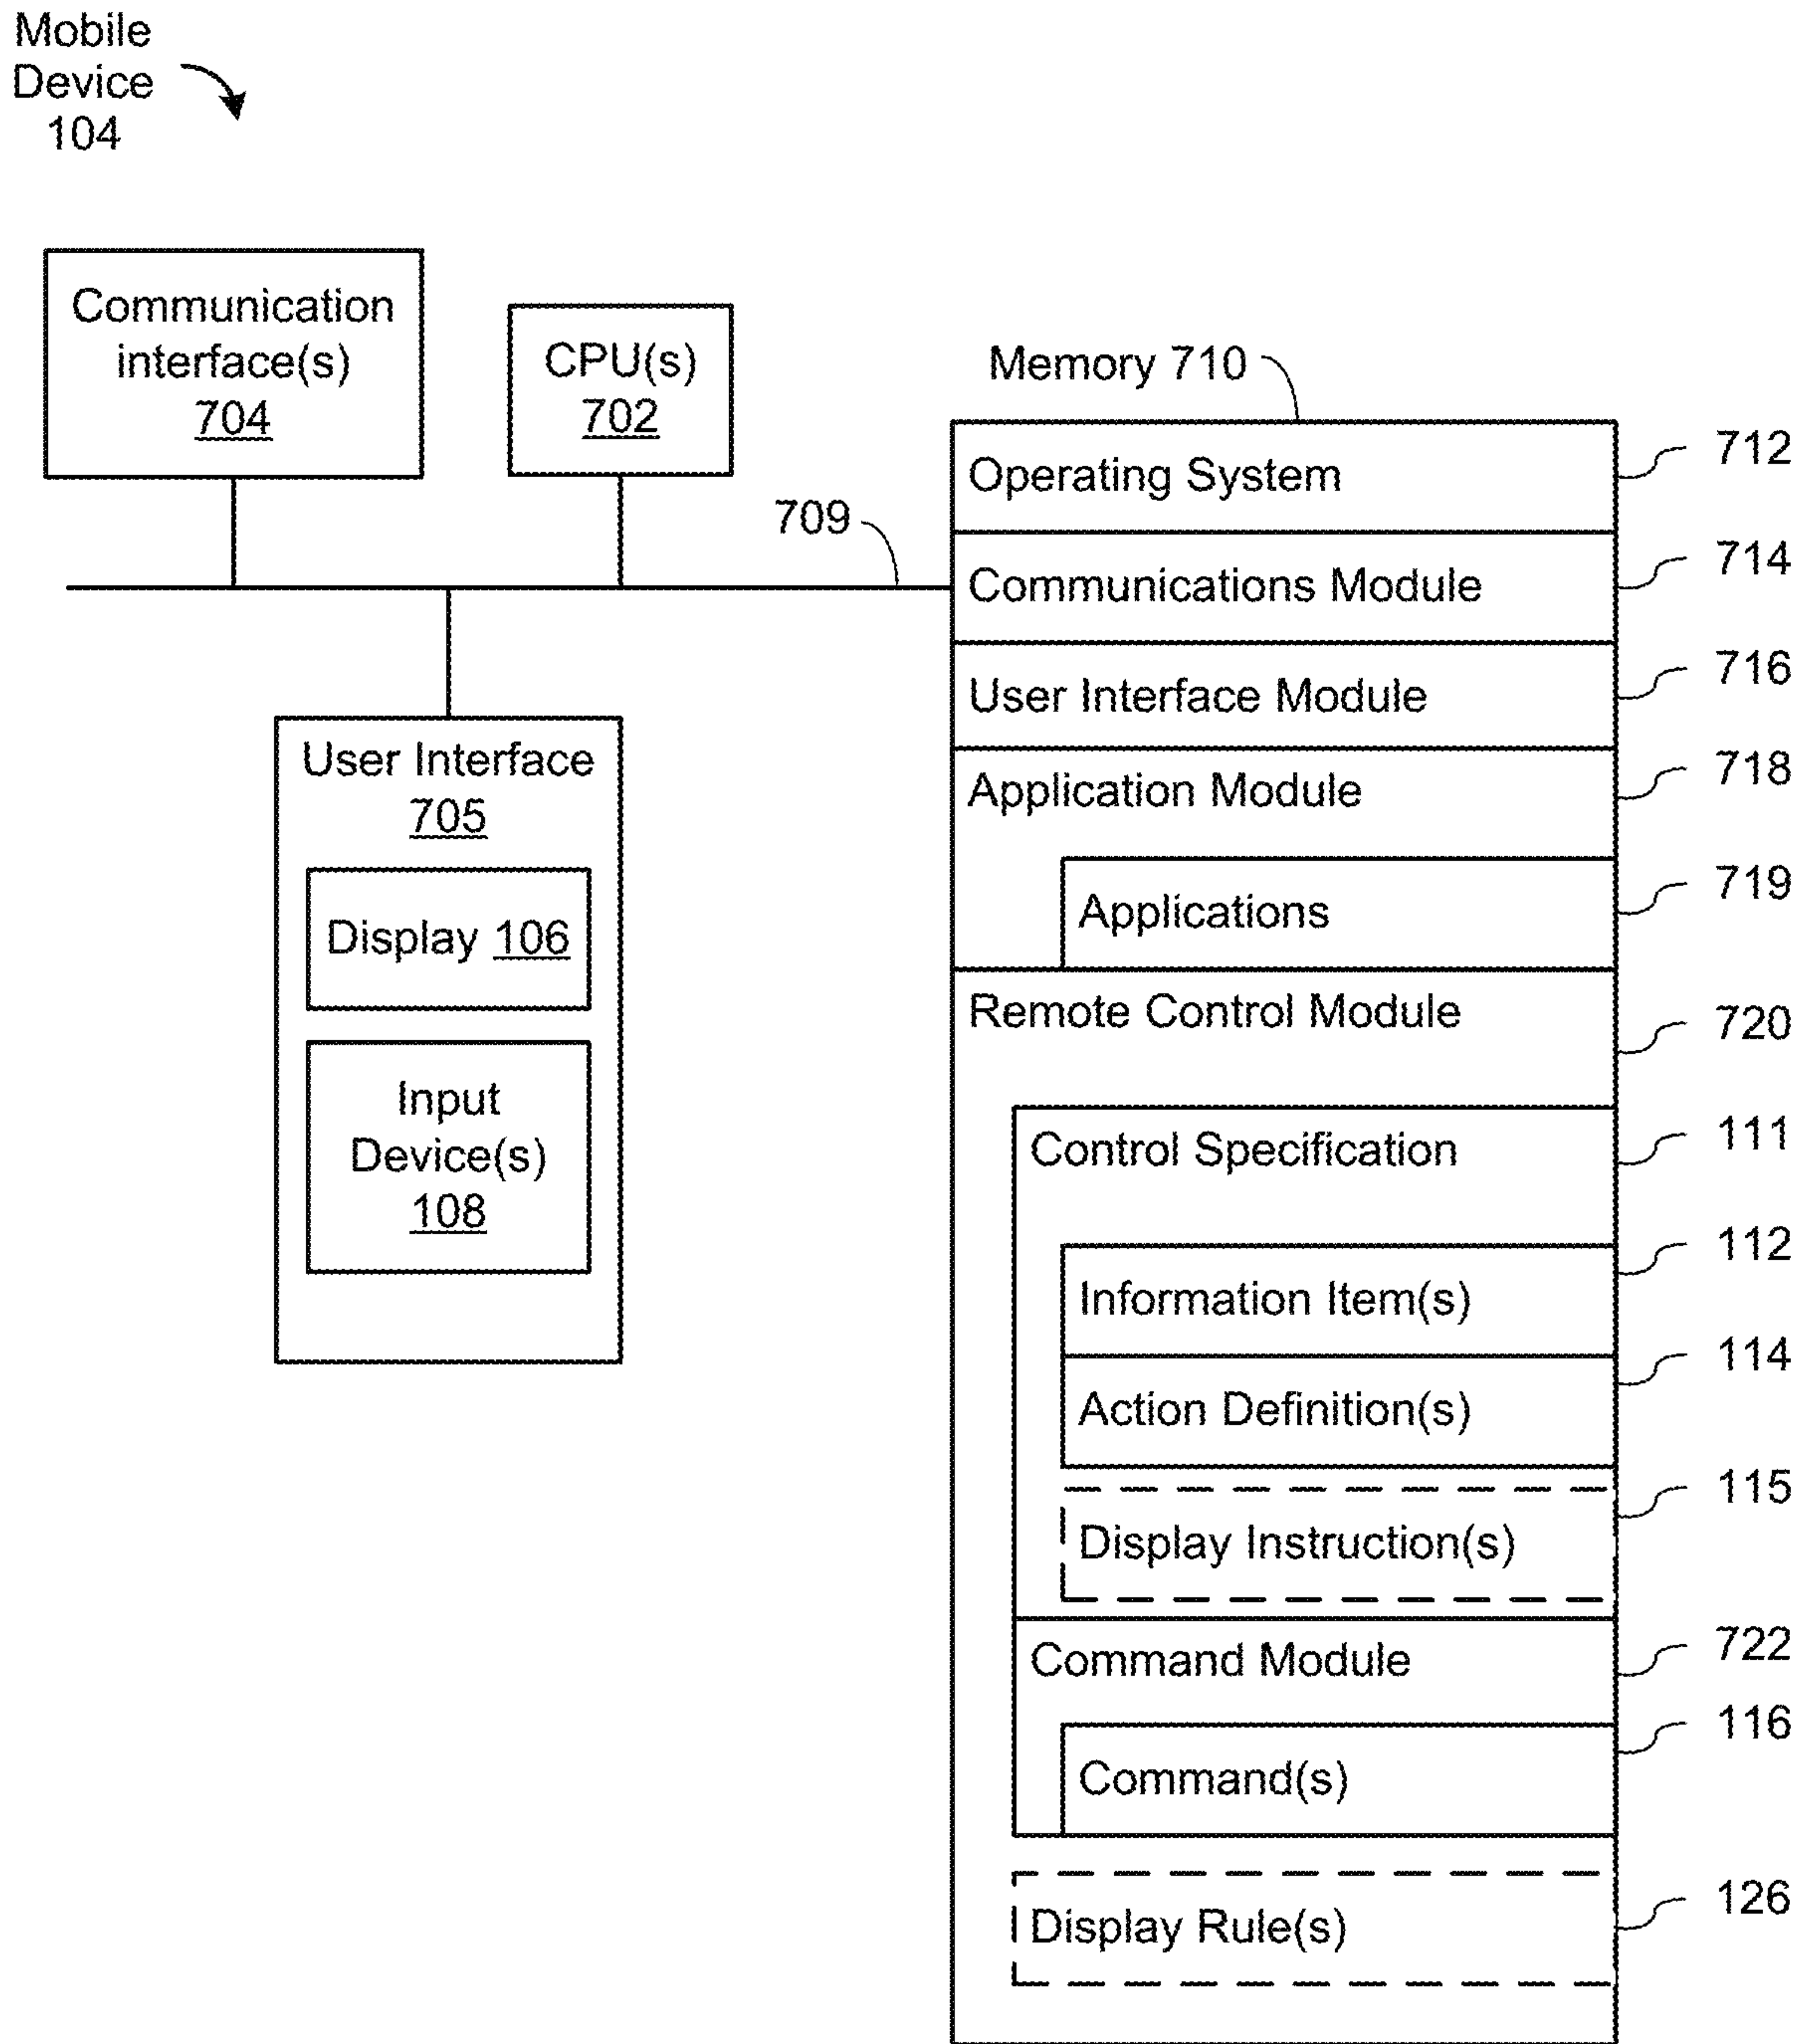 Mobile
Device
104
Communication
interface(s)
704
CPU(s)
702
709
User Interface
705
Display 106
Input
Device(s)
108
Memory 710
Operating System
712
Communications Module
714
User Interface Module
716
Application Module
718
Applications
719
Remote Control Module
720
Control Specification
111
Information Item(s)
112
Action Definition(s)
114
Display Instruction(s)
115
Command Module
722
Command(s)
116
Display Rule(s)
126